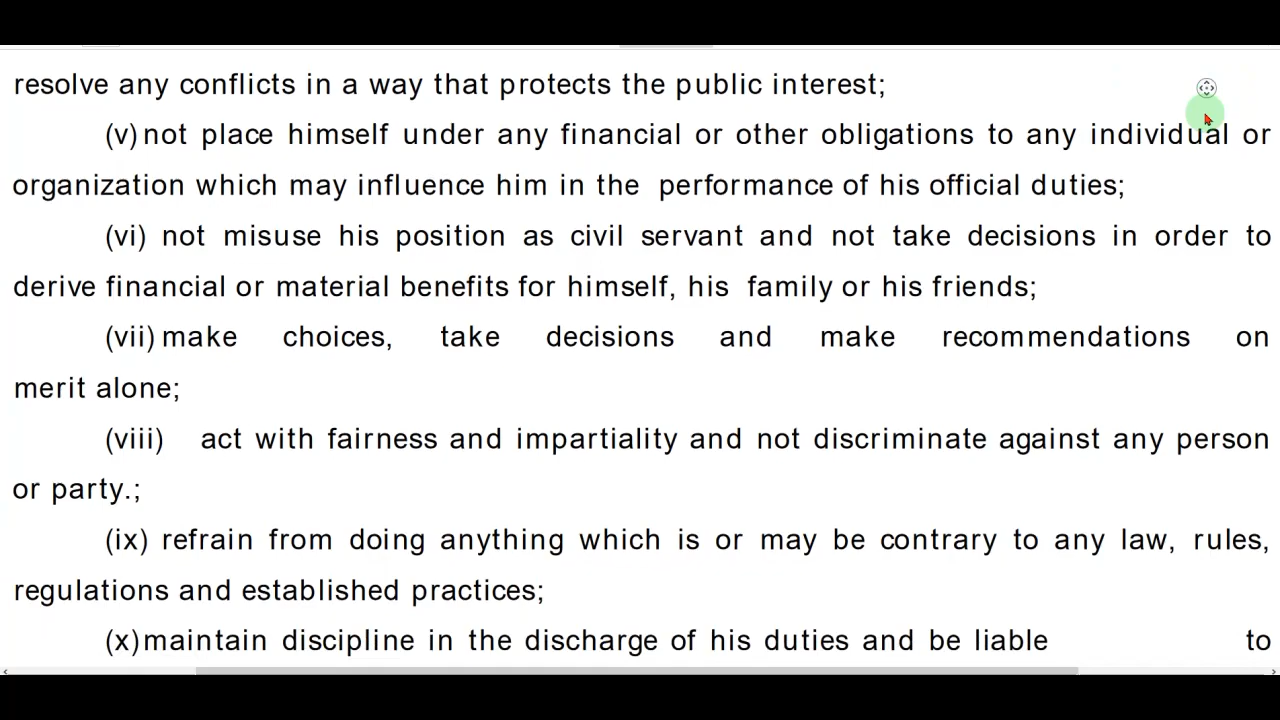 resolve any conflicts in a way that protects the public interest;
(v) not place himself under any financial or other obligations to any individual or
organization which may influence him in the performance of his official duties;
(vi) not misuse his position as civil servant and not take decisions in order to
derive financial or material benefits for himself, his family or his friends;
(vii) make choices, take decisions and make recommendations on
merit alone;
(viii) act with fairness and impartiality and not discriminate against any person
or party.;
(ix) refrain from doing anything which is or may be contrary to any law, rules,
regulations and established practices;
(x) maintain discipline in the discharge of his duties and be liable to